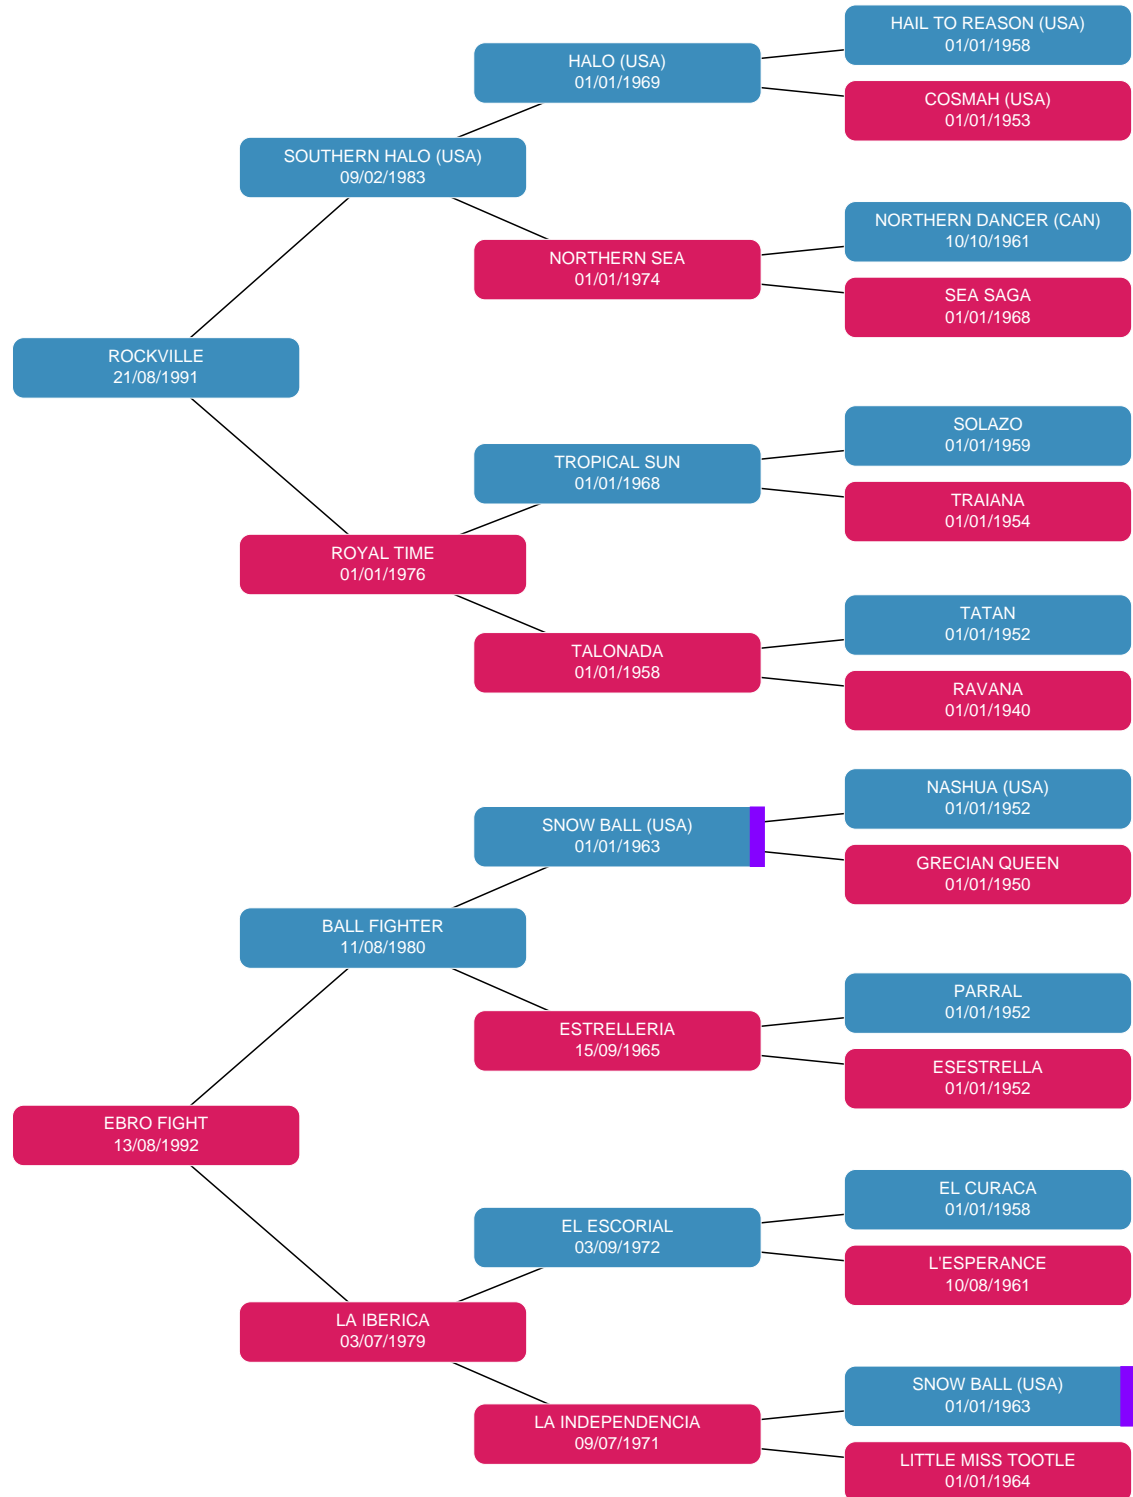 HAIL TO REASON (USA)
01/01/1958
HALO (USA)
01/01/1969
COSMAH (USA)
01/01/1953
SOUTHERN HALO (USA)
09/02/1983
NORTHERN DANCER (CAN)
10/10/1961
NORTHERN SEA
01/01/1974
SEA SAGA
01/01/1968
ROCKVILLE
21/08/1991
SOLAZO
01/01/1959
TROPICAL SUN
01/01/1968
TRAIANA
01/01/1954
ROYAL TIME
01/01/1976
TATAN
01/01/1952
TALONADA
01/01/1958
RAVANA
01/01/1940
NASHUA (USA)
01/01/1952
SNOW BALL (USA)
01/01/1963
GRECIAN QUEEN
01/01/1950
BALL FIGHTER
11/08/1980
PARRAL
01/01/1952
ESTRELLERIA
15/09/1965
ESESTRELLA
01/01/1952
EBRO FIGHT
13/08/1992
EL CURACA
01/01/1958
EL ESCORIAL
03/09/1972
L'ESPERANCE
10/08/1961
LA IBERICA
03/07/1979
SNOW BALL (USA)
01/01/1963
LA INDEPENDENCIA
09/07/1971
LITTLE MISS TOOTLE
01/01/1964